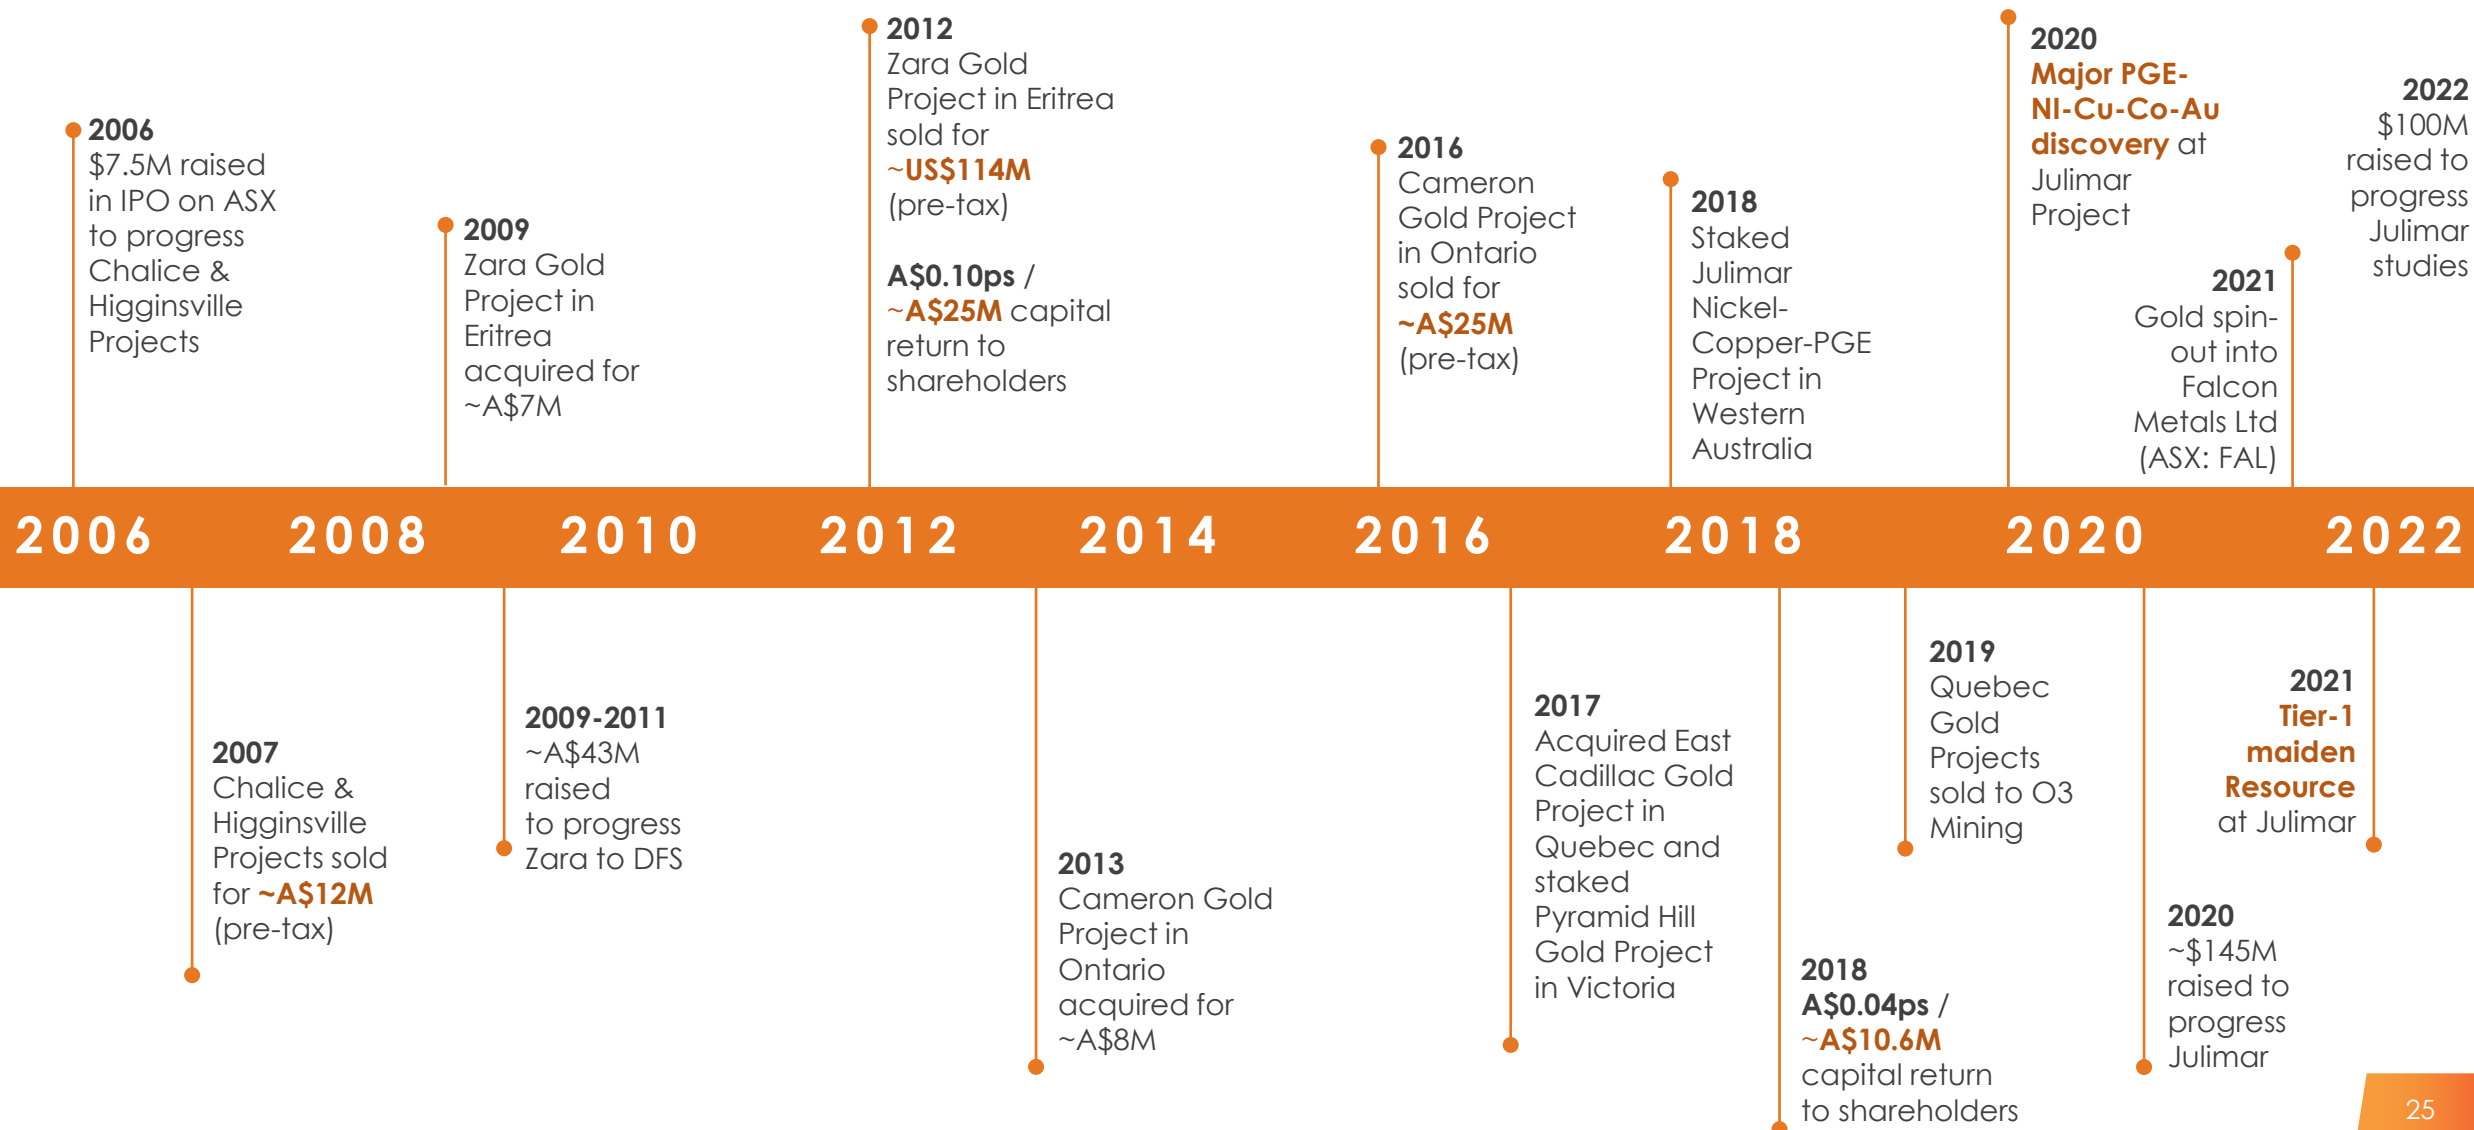 2006
$7.5M raised
in IPO on ASX
to progress
Chalice &
Higginsville
Projects
2009
Zara Gold
Project in
Eritrea
acquired for
~A$7M
2012
Zara Gold
Project in Eritrea
sold for
~US$114M
(pre-tax)
A$0.10ps /
~A$25M capital
return to
shareholders
2016
Cameron
Gold Project
in Ontario
sold for
~A$25M
(pre-tax)
2018
Staked
Julimar
Nickel-
Copper-PGE
Project in
Western
Australia
2020
Major PGE-
NI-Cu-Co-Au
discovery at
Julimar
Project
2021
Gold spin-
out into
Falcon
Metals Ltd
(ASX: FAL)
2022
$100M
raised to
progress
Julimar
studies
2006 2008 2010 2012 2014 2016 2018 2020 2022
2007
Chalice &
Higginsville
Projects sold
for ~A$12M
(pre-tax)
2009-2011
~A$43M
raised
to progress
Zara to DFS
2013
Cameron Gold
Project in
Ontario
acquired for
~A$8M
2017
Acquired East
Cadillac Gold
Project in
Quebec and
staked
Pyramid Hill
Gold Project
in Victoria
2018
A$0.04ps /
~A$10.6M
capital return
to shareholders
2019
Quebec
Gold
Projects
sold to O3
Mining
2020
~$145M
raised to
progress
Julimar
2021
Tier-1
maiden
Resource
at Julimar
25